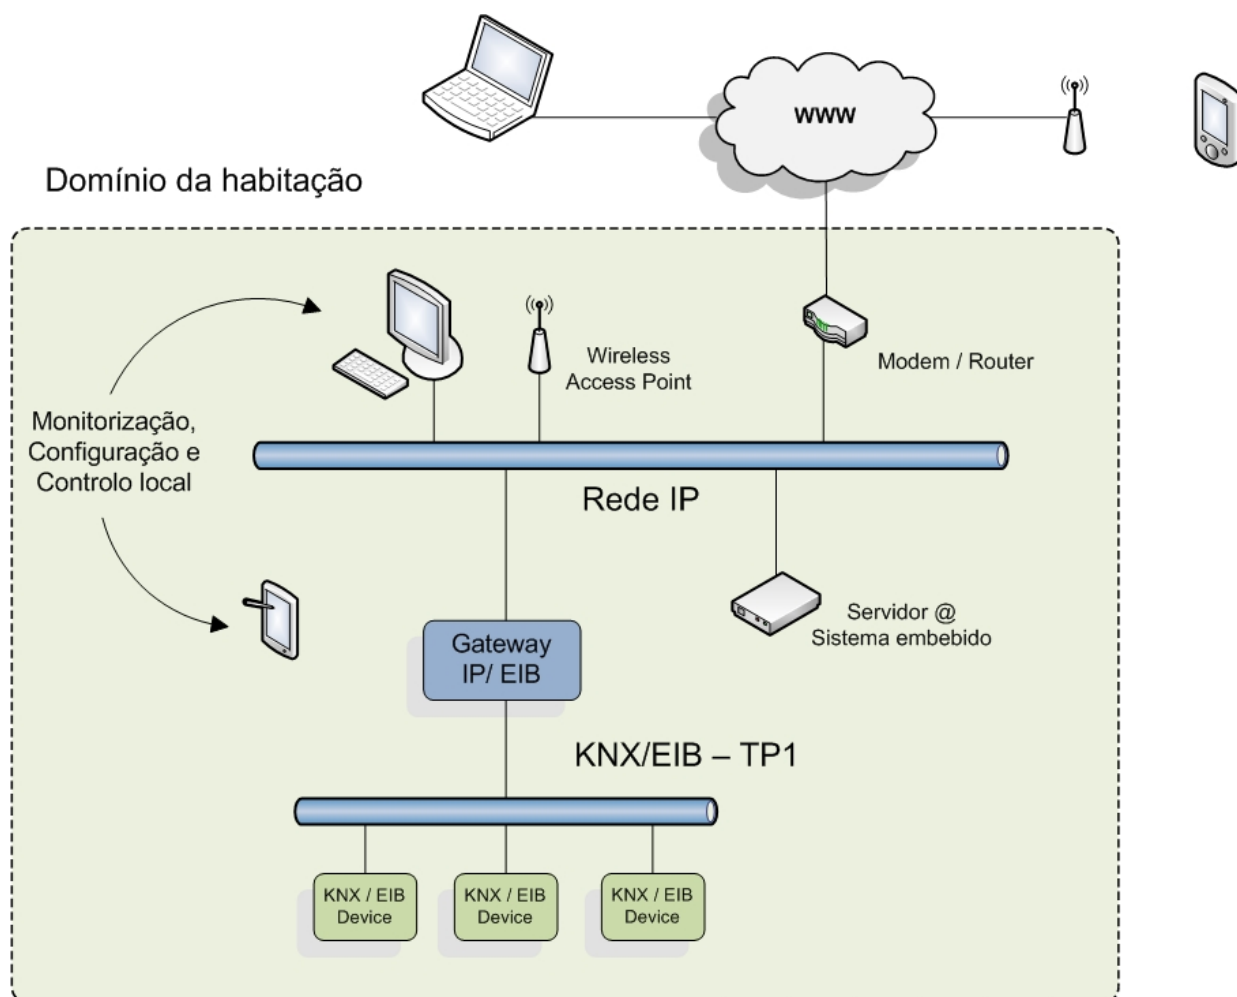 WWW
Domínio da habitação
Wireless
Access Point
Modem / Router
Monitorização,
Configuração e
Controlo local
Rede IP
Servidor @
Sistema embebido
Gateway
IP/ EIB
KNX/EIB – TP1
KNX / EIB
Device
KNX / EIB
Device
KNX / EIB
Device